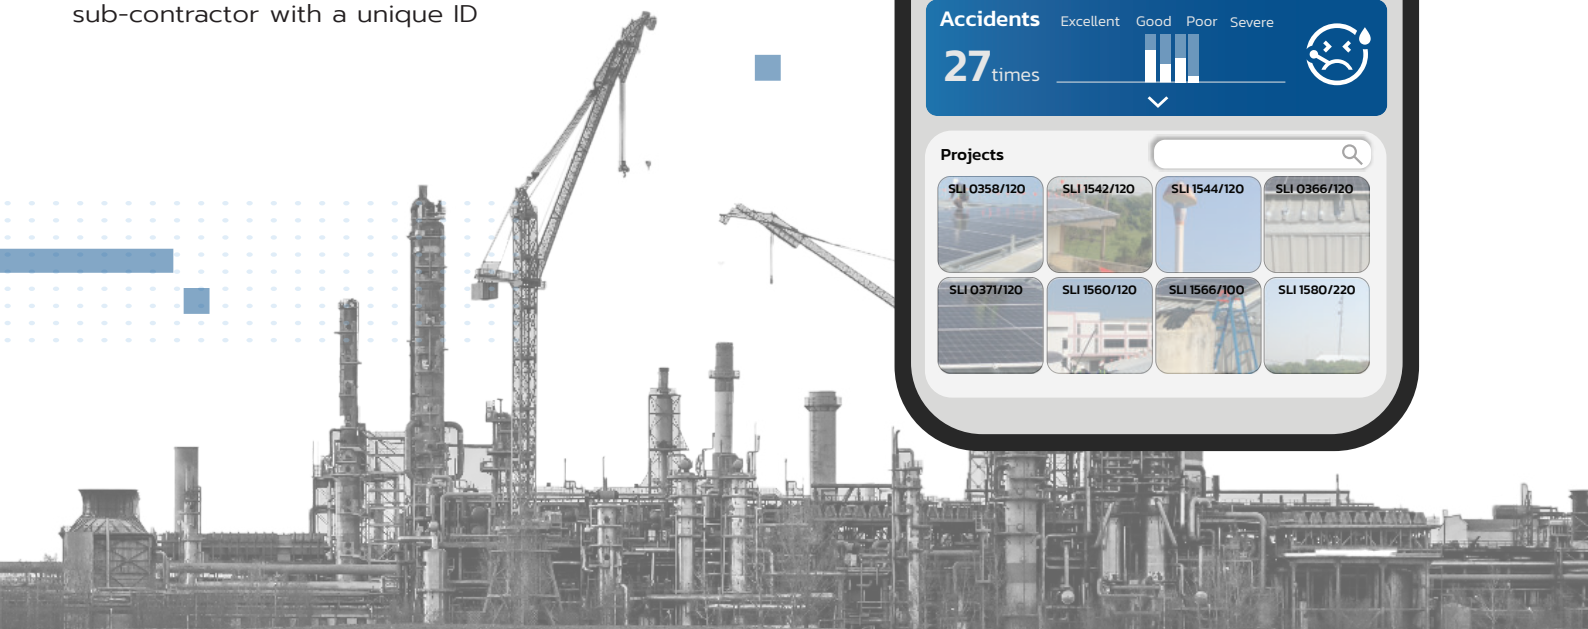 sub-contractor with a unique ID
Accidents Excellent Good Poor Severe
27 times
Projects
SLI 0358/120 SLI 1542/120 SLI 1544/120 SLI 0366/120
SLI 0371/120 SLI 1560/120 SLI 1566/100 SLI 1580/220